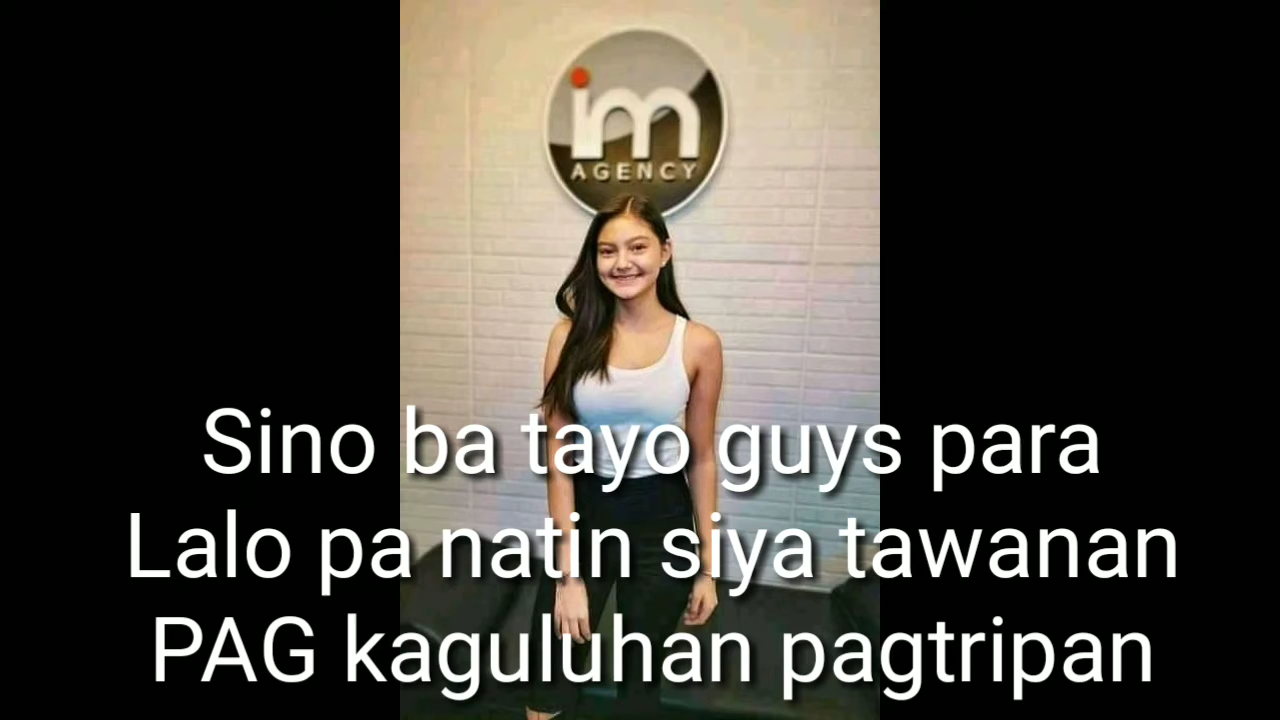 im
AGENCY
Sino ba tayo guys para
Lalo pa natin siya tawanan
PAG kaguluhan pagtripan